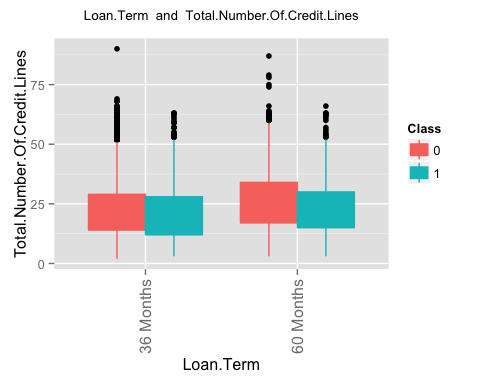 Loan.Term and Total.Number.Of.Credit.Lines
Total.Number.Of.Credit.Lines
75
50
25
0
36 Months
60 Months
Loan.Term
Class
0
1